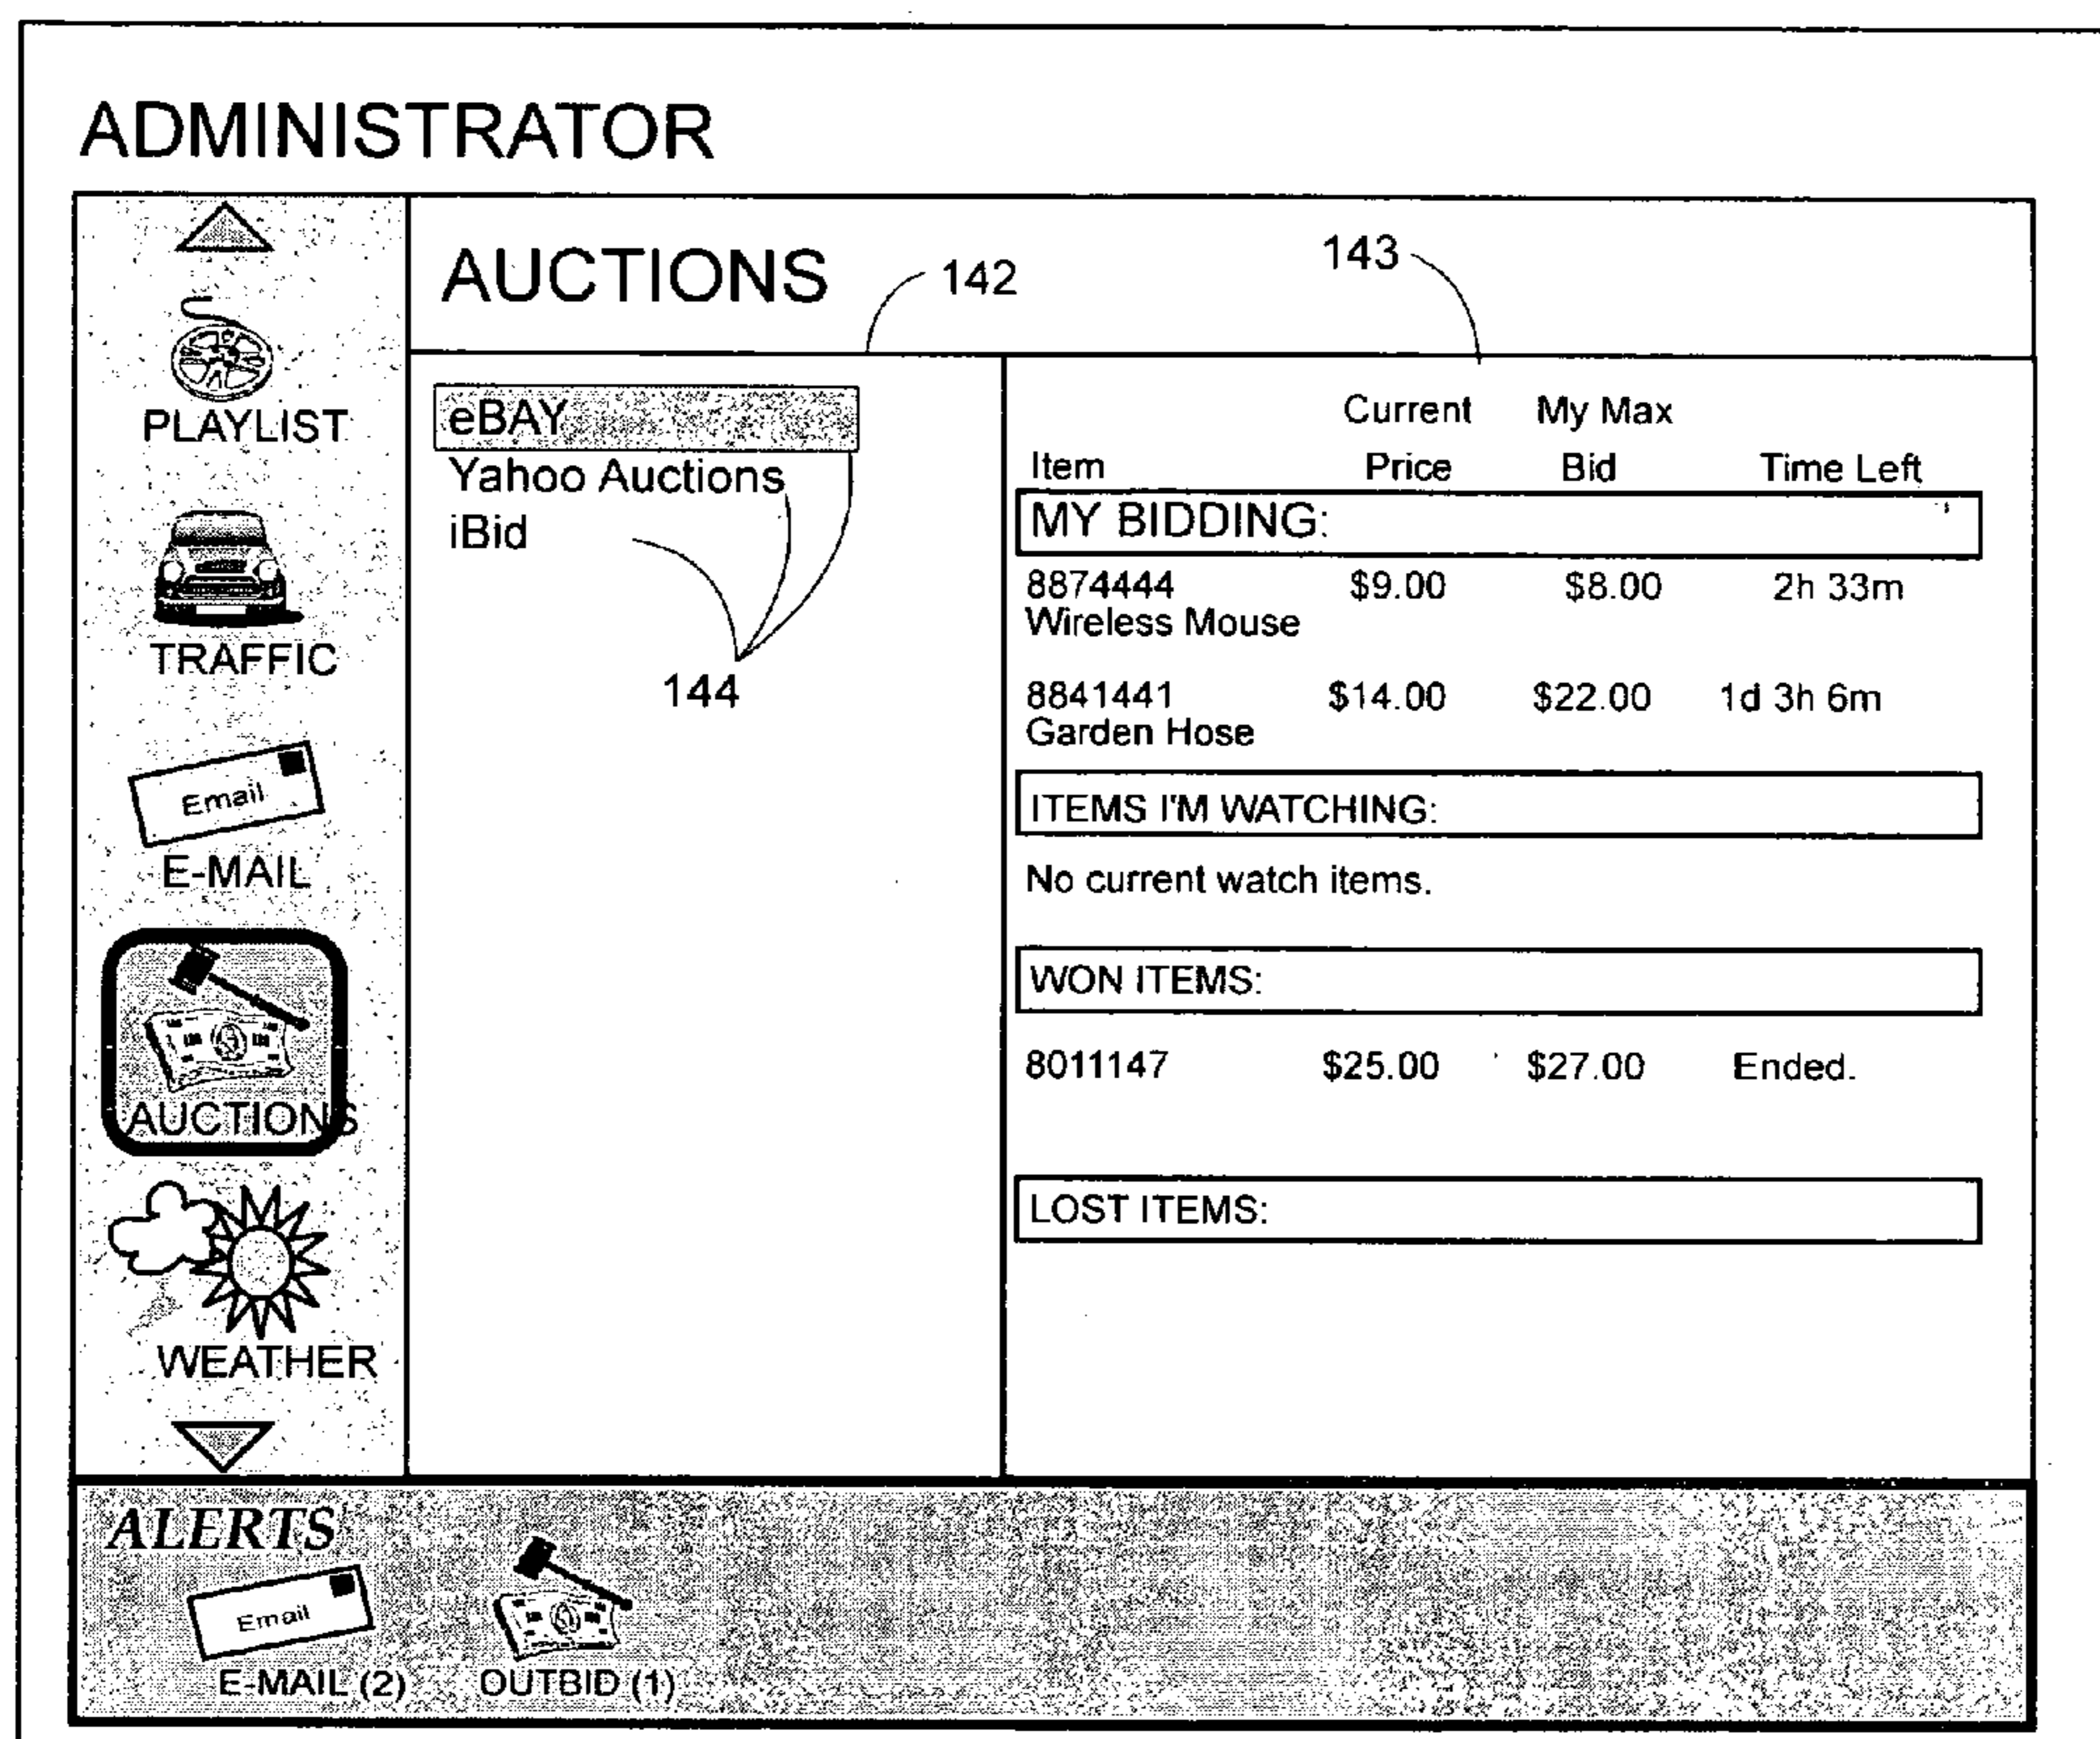 ADMINISTRATOR
PLAYLIST
TRAFFIC
Email
E-MAIL
AUCTIONS
WEATHER
AUCTIONS
142
143
eBAY
Yahoo Auctions
iBid
144
Current My Max
Item Price Bid Time Left
MY BIDDING:
8874444 $9.00 $8.00 2h 33m
Wireless Mouse
8841441 $14.00 $22.00 1d 3h 6m
Garden Hose
ITEMS I'M WATCHING:
No current watch items.
WON ITEMS:
8011147 $25.00 $27.00 Ended.
LOST ITEMS:
ALERTS
Email
E-MAIL (2) OUTBID (1)